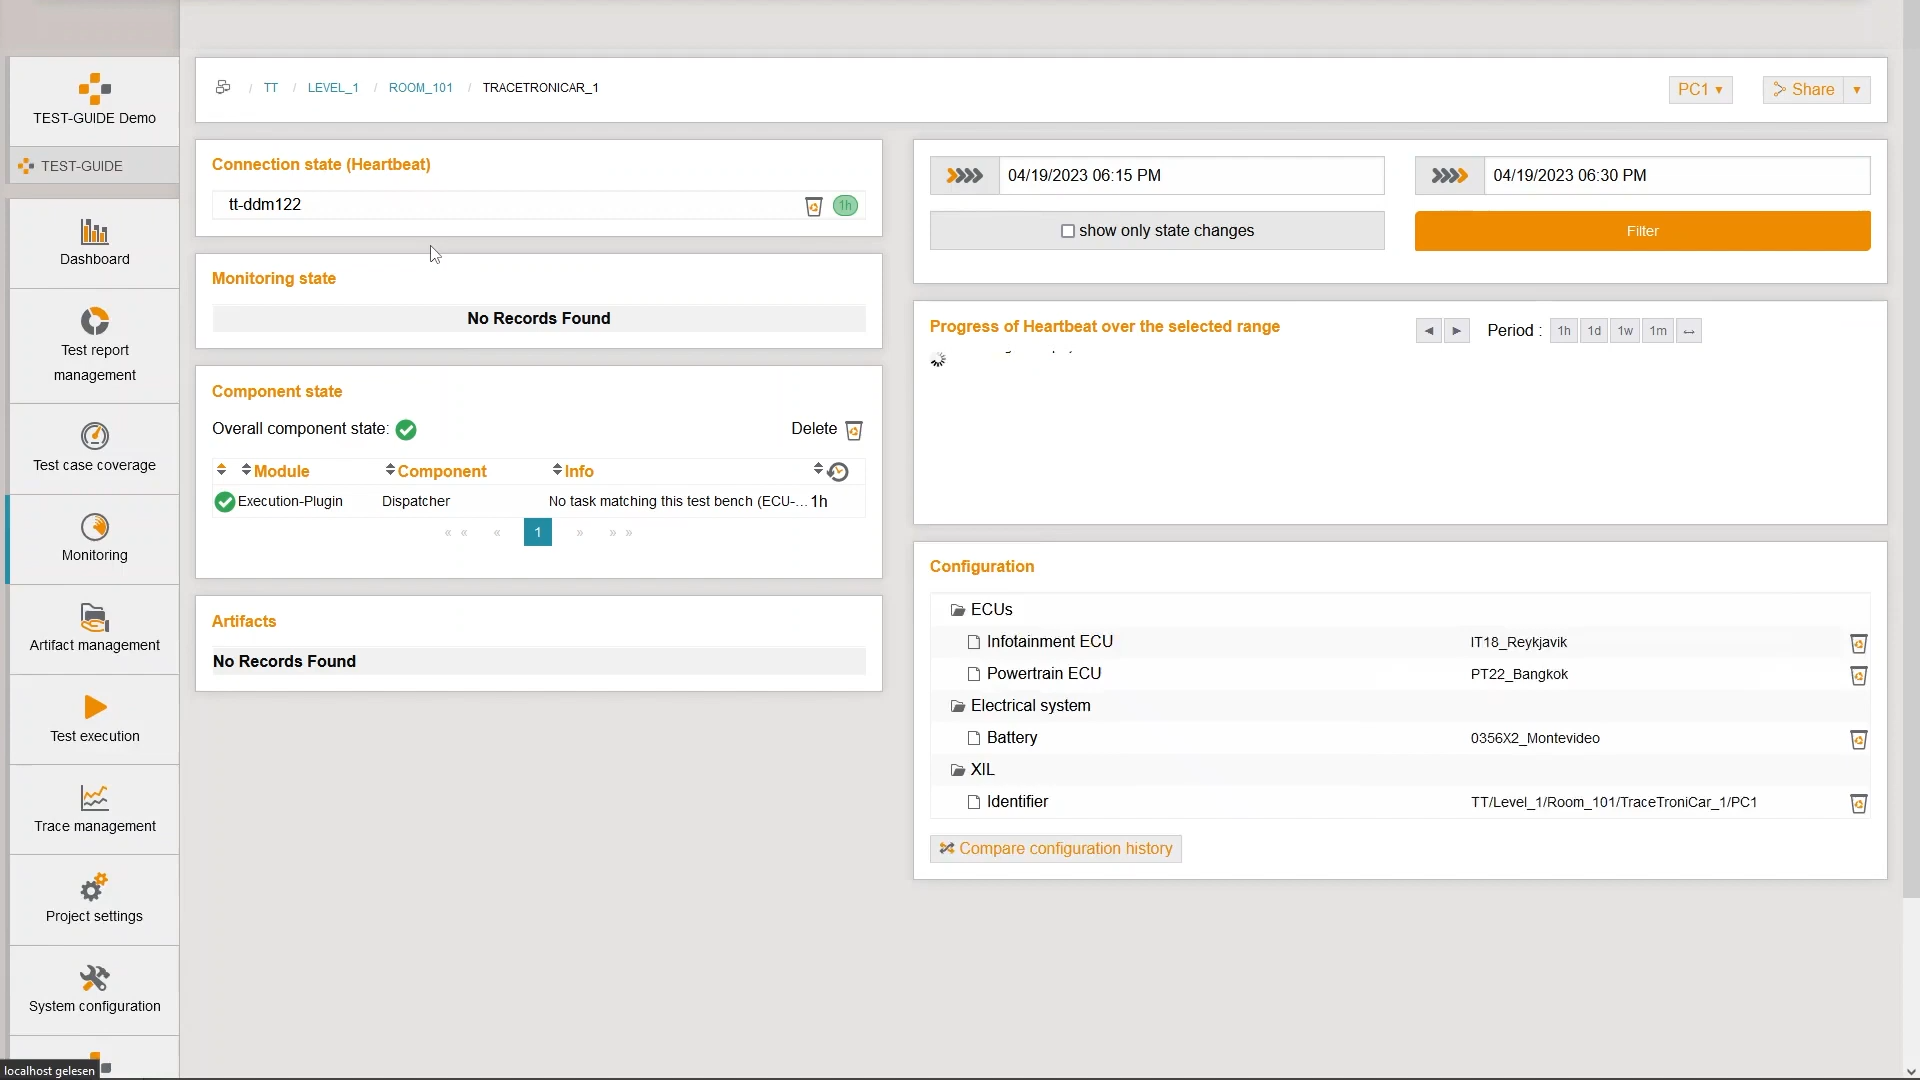 TEST-GUIDE Demo
TEST-GUIDE
Dashboard
Test report
management
Test case coverage
Monitoring
Artifact management
Test execution
Trace management
Project settings
System configuration
localhost gelesen
/ TT / LEVEL_1 / ROOM_101 / TRACETRONICAR_1
PC1 ▾
Share ▾
Connection state (Heartbeat)
tt-ddm122
1h
Monitoring state
No Records Found
Component state
Overall component state:
Delete
Module Component Info
Execution-Plugin Dispatcher No task matching this test bench (ECU-... 1h
« « « 1 » » »
Artifacts
No Records Found
04/19/2023 06:15 PM
04/19/2023 06:30 PM
show only state changes
Filter
Progress of Heartbeat over the selected range
Period : 1h 1d 1w 1m ↔
Configuration
ECUs
Infotainment ECU IT18_Reykjavik
Powertrain ECU PT22_Bangkok
Electrical system
Battery 0356X2_Montevideo
XIL
Identifier TT/Level_1/Room_101/TraceTroniCar_1/PC1
Compare configuration history